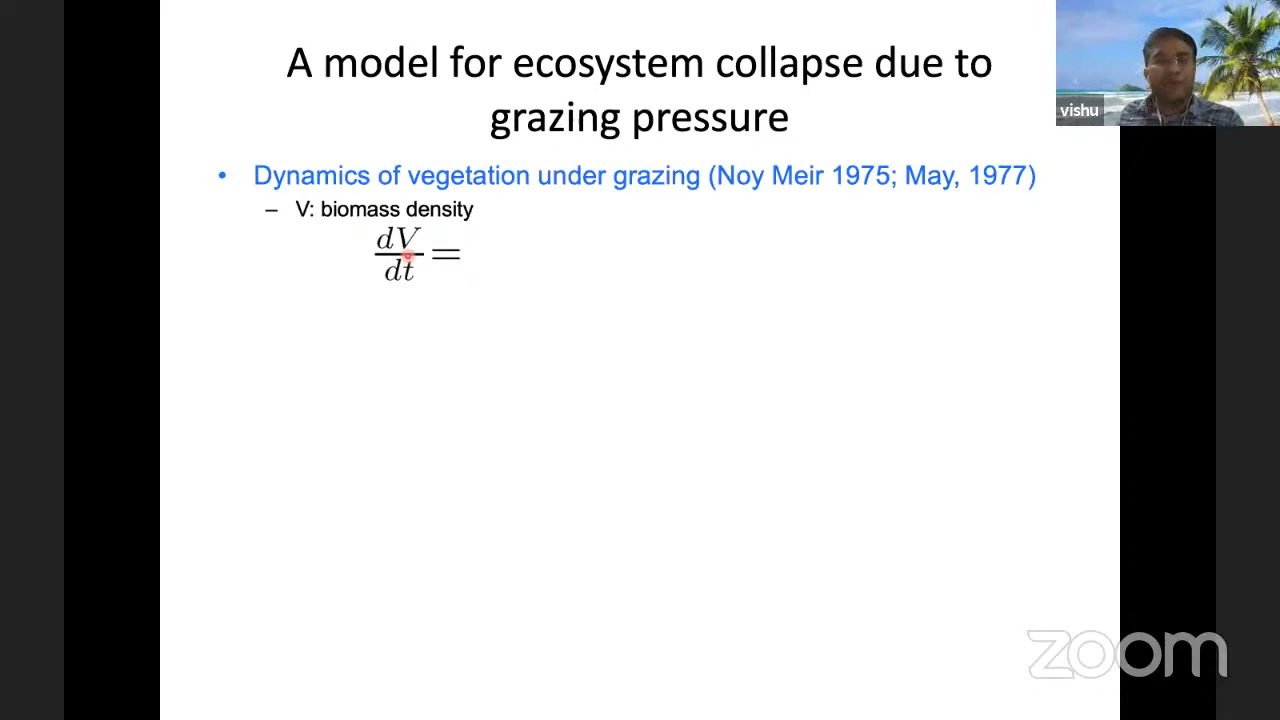 A model for ecosystem collapse due to
grazing pressure
vishu
• Dynamics of vegetation under grazing (Noy Meir 1975; May, 1977)
– V: biomass density
dV/dt =
zoom